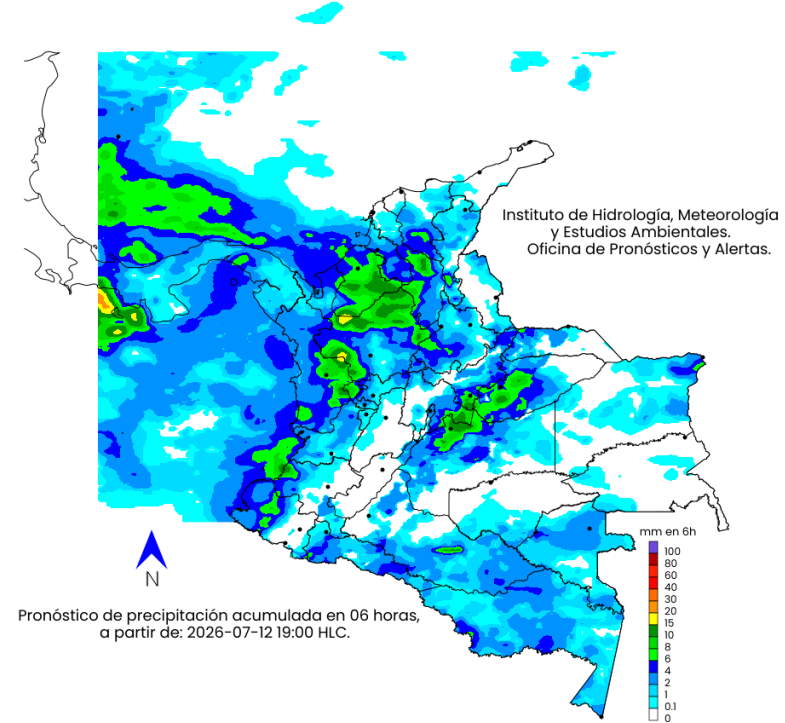 Instituto de Hidrología, Meteorología
y Estudios Ambientales.
Oficina de Pronósticos y Alertas.
mm en 6h
100
80
60
40
30
20
15
10
8
6
4
2
1
0.1
0
N
Pronóstico de precipitación acumulada en 06 horas,
a partir de: 2026-07-12 19:00 HLC.